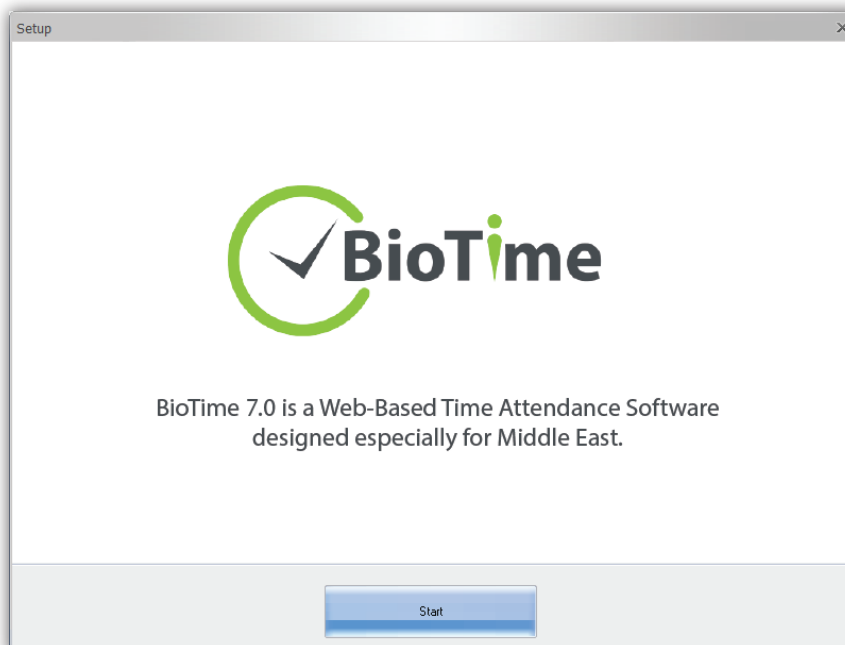 Setup
BioTime
BioTime 7.0 is a Web-Based Time Attendance Software
designed especially for Middle East.
Start